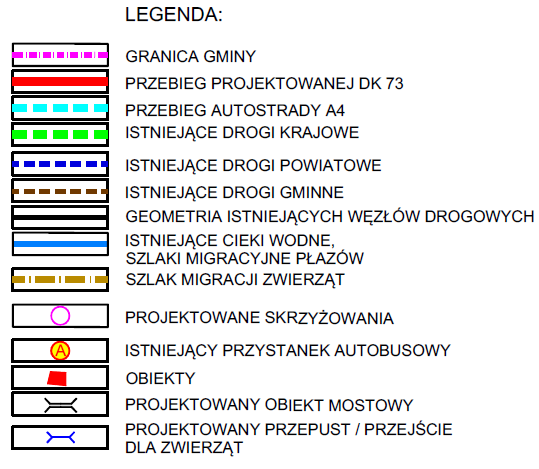 LEGENDA:
GRANICA GMINY
PRZEBIEG PROJEKTOWANEJ DK 73
PRZEBIEG AUTOSTRADY A4
ISTNIEJĄCE DROGI KRAJOWE
ISTNIEJĄCE DROGI POWIATOWE
ISTNIEJĄCE DROGI GMINNE
GEOMETRIA ISTNIEJĄCYCH WĘZŁÓW DROGOWYCH
ISTNIEJĄCE CIEKI WODNE,
SZLAKI MIGRACYJNE PŁAZÓW
SZLAK MIGRACJI ZWIERZĄT
PROJEKTOWANE SKRZYŻOWANIA
A ISTNIEJĄCY PRZYSTANEK AUTOBUSOWY
OBIEKTY
PROJEKTOWANY OBIEKT MOSTOWY
PROJEKTOWANY PRZEPUST / PRZEJŚCIE
DLA ZWIERZĄT